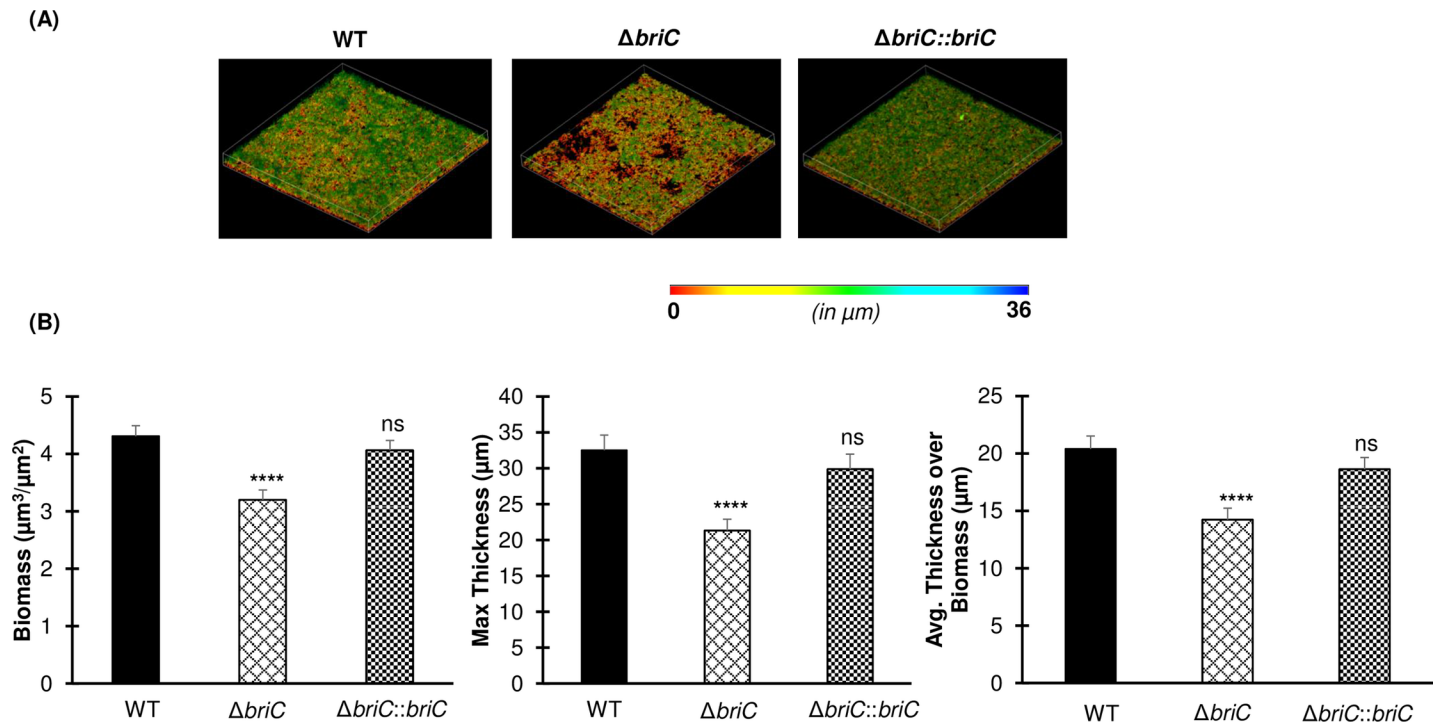 (A)
WT
ΔbriC
ΔbriC::briC
0
(in µm)
36
(B)
Biomass (µm³/µm²)
5
4
3
2
1
0
****
ns
WT
ΔbriC
ΔbriC::briC
Max Thickness (µm)
40
35
30
25
20
15
10
5
0
****
ns
WT
ΔbriC
ΔbriC::briC
Avg. Thickness over
Biomass (µm)
25
20
15
10
5
0
****
ns
WT
ΔbriC
ΔbriC::briC